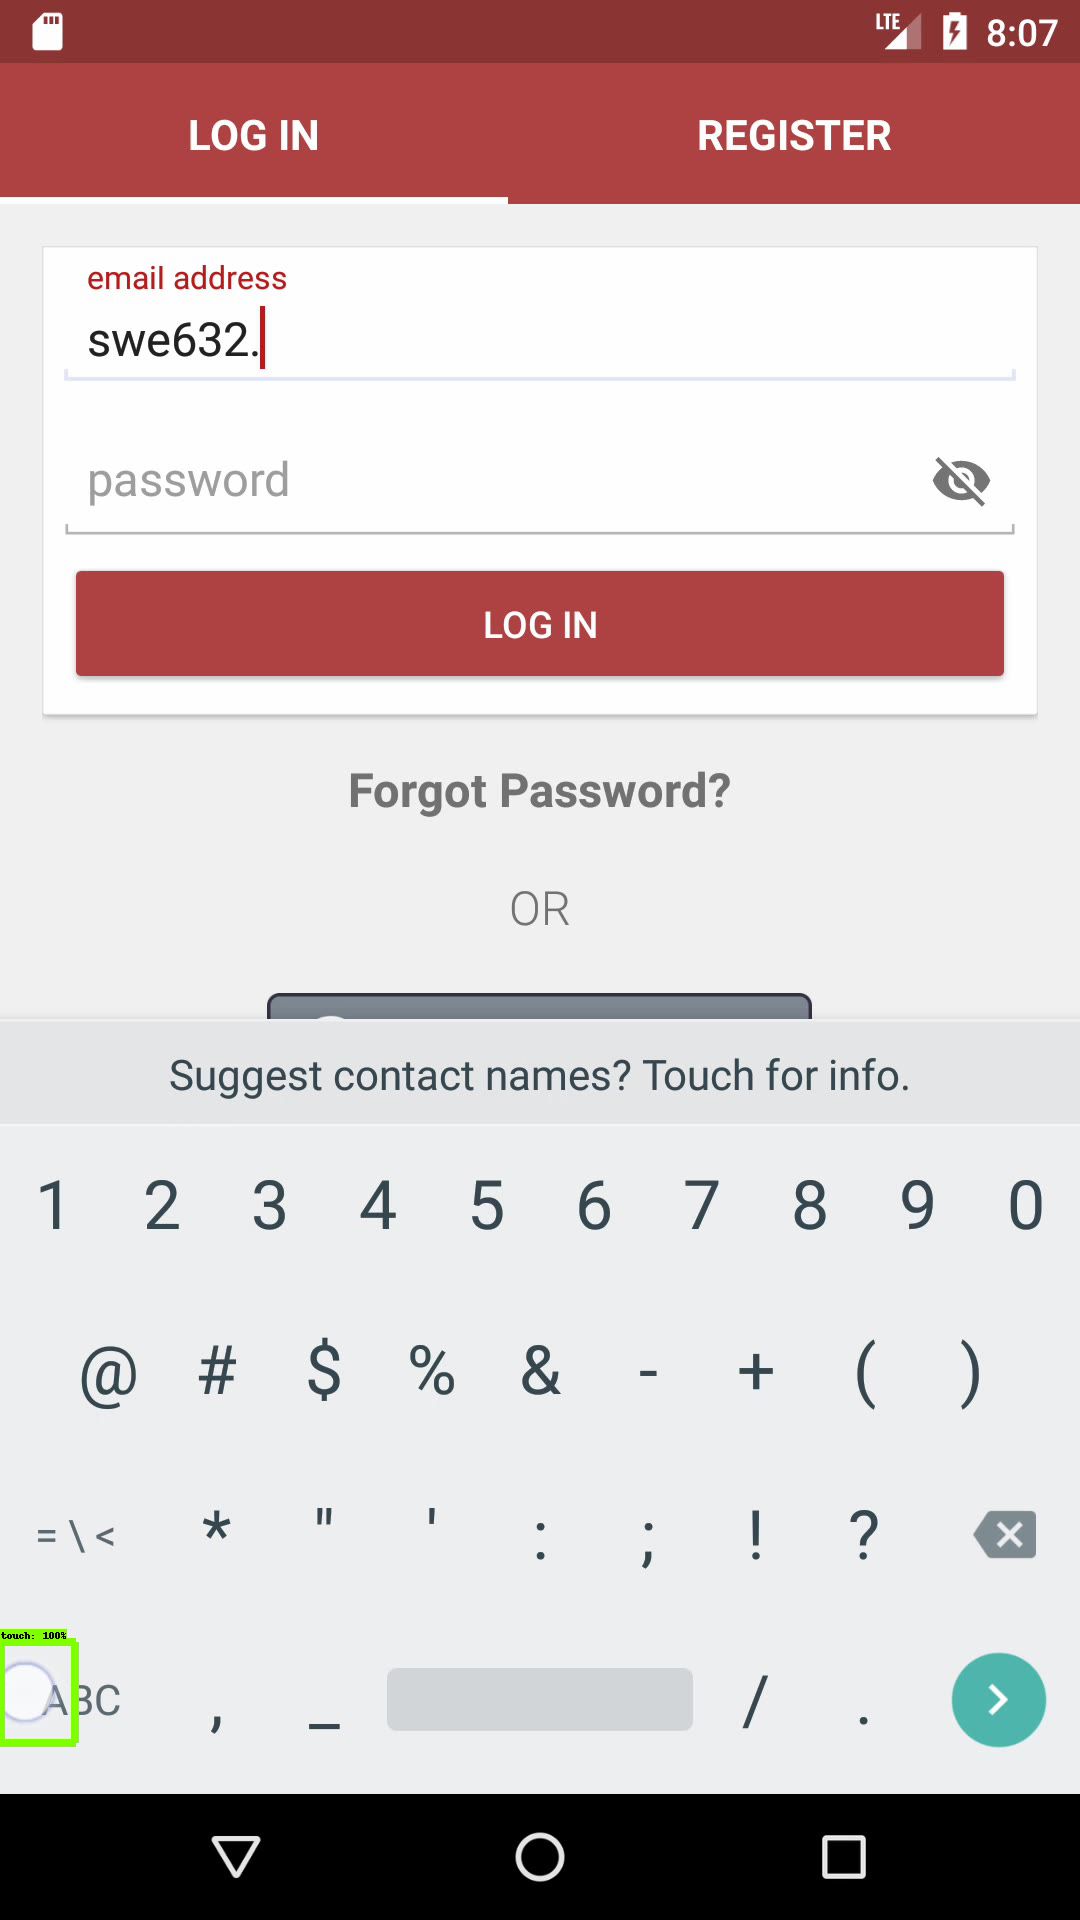 LTE 8:07
LOG IN REGISTER
email address
swe632.
password
LOG IN
Forgot Password?
OR
Suggest contact names? Touch for info.
1 2 3 4 5 6 7 8 9 0
@ # $ % & - + ( )
= \ < * " ' : ; ! ?
touch: 100%
ABC , _ / .